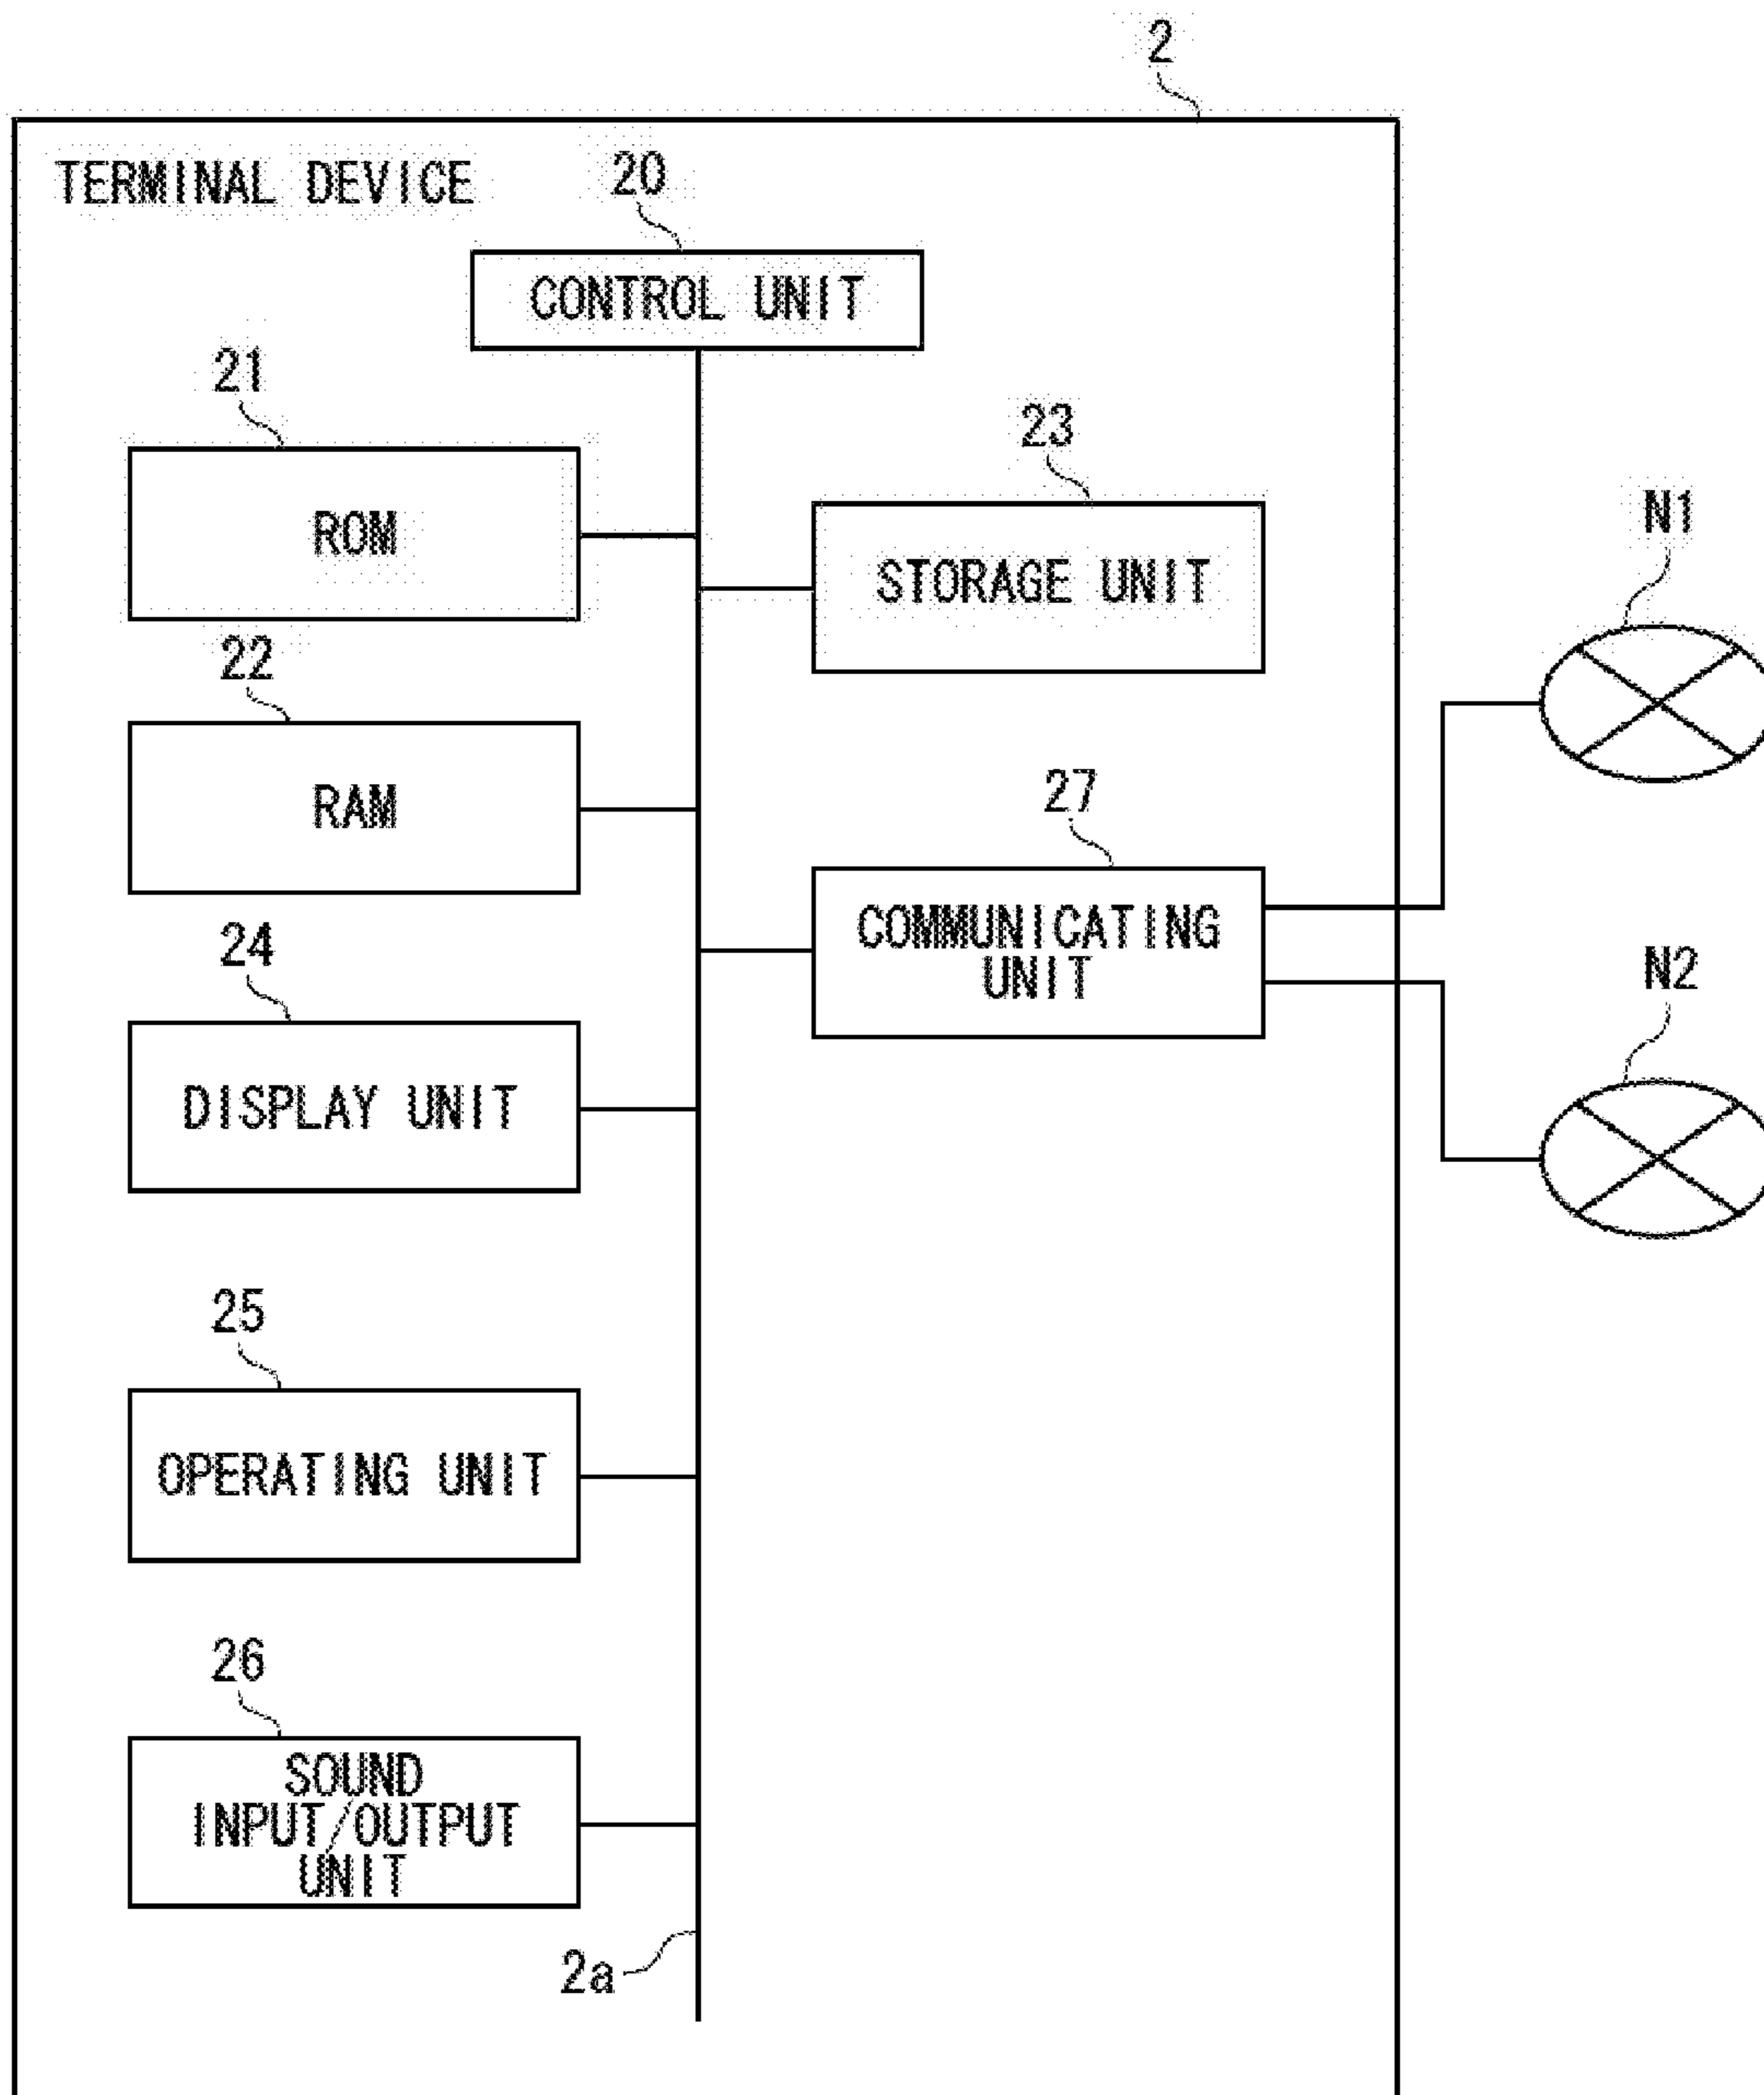 2
TERMINAL DEVICE
20
CONTROL UNIT
21
ROM
23
STORAGE UNIT
N1
22
RAM
27
COMMUNICATING
UNIT
N2
24
DISPLAY UNIT
25
OPERATING UNIT
26
SOUND
INPUT/OUTPUT
UNIT
2a